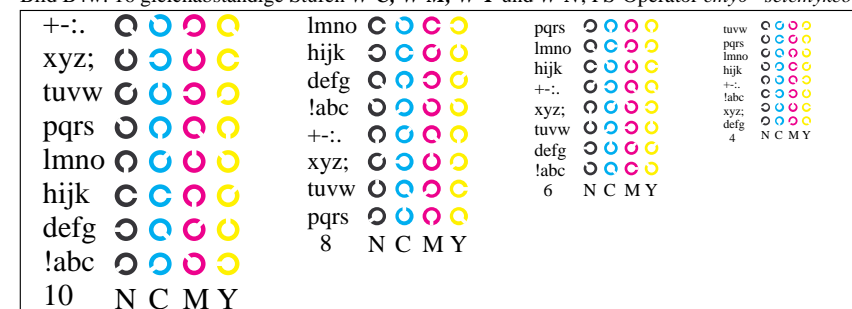 +-:.
xyz;
tuvw
pqrs
lmno
hijk
defg
!abc
10 N C M Y
lmno
hijk
defg
!abc
+-:.
xyz;
tuvw
pqrs
8 N C M Y
pqrs
lmno
hijk
+-:.
xyz;
tuvw
defg
!abc
6 N C M Y
tuvw
pqrs
lmno
hijk
+-:.
!abc
xyz;
defg
4 N C M Y